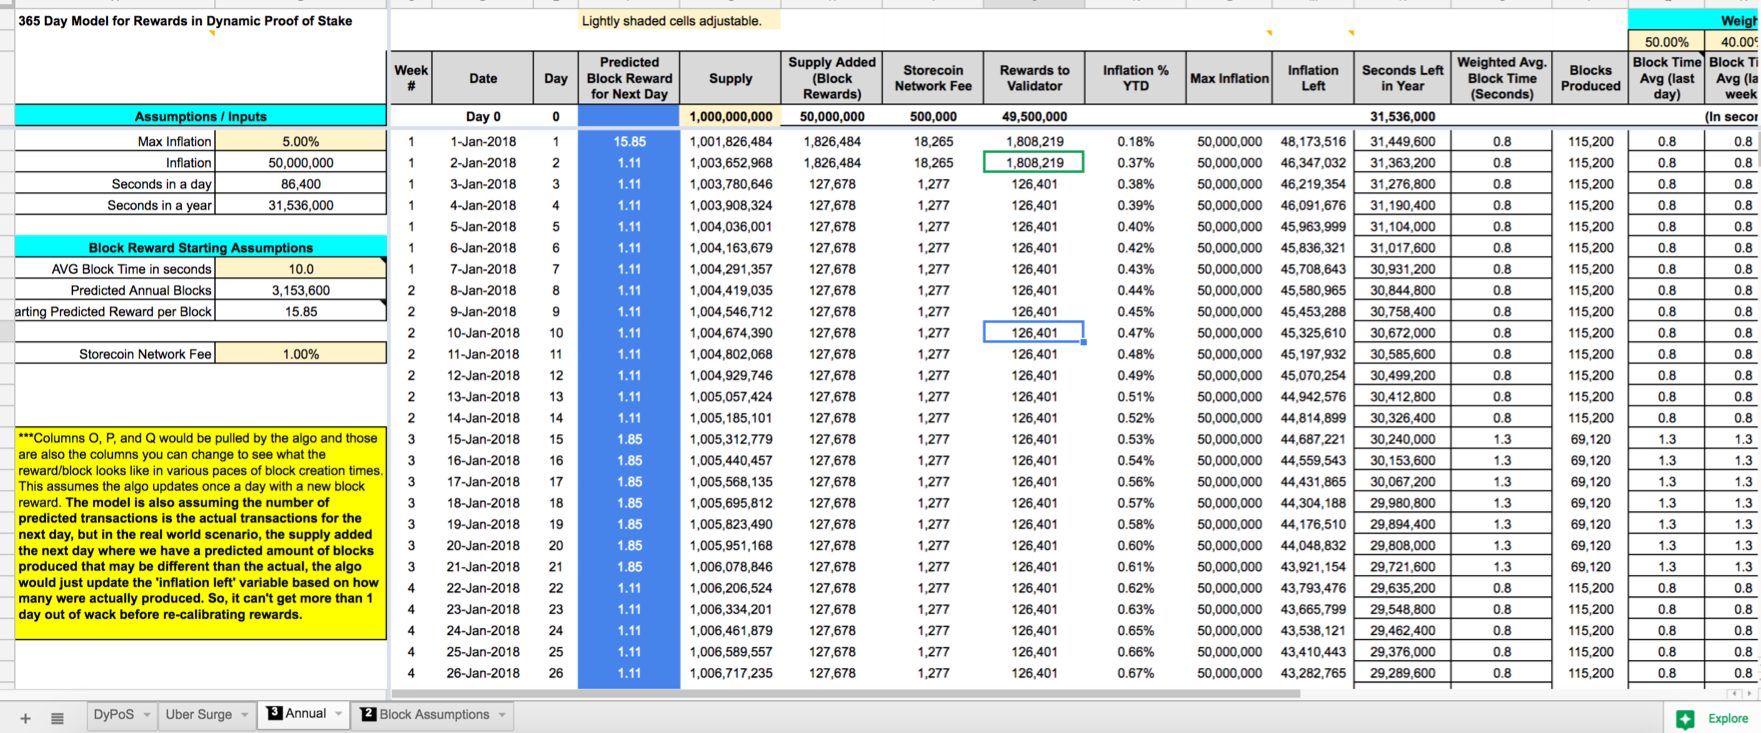 365 Day Model for Rewards in Dynamic Proof of Stake
Lightly shaded cells adjustable.
50.00% 40.00%
Week # Date Day Predicted Block Reward for Next Day Supply Supply Added (Block Rewards) Storecoin Network Fee Rewards to Validator Inflation % YTD Max Inflation Inflation Left Seconds Left in Year Weighted Avg. Block Time (Seconds) Blocks Produced Block Time Avg (last day)
Day 0 0 1,000,000,000 50,000,000 500,000 49,500,000 31,536,000
1 1-Jan-2018 1 15.85 1,001,826,484 1,826,484 18,265 1,808,219 0.18% 50,000,000 48,173,516 31,449,600 0.8 115,200 0.8 0.8
1 2-Jan-2018 2 1.11 1,003,652,968 1,826,484 18,265 1,808,219 0.37% 50,000,000 46,347,032 31,363,200 0.8 115,200 0.8 0.8
1 3-Jan-2018 3 1.11 1,003,780,646 127,678 1,277 126,401 0.38% 50,000,000 46,219,354 31,276,800 0.8 115,200 0.8 0.8
1 4-Jan-2018 4 1.11 1,003,908,324 127,678 1,277 126,401 0.39% 50,000,000 46,091,676 31,190,400 0.8 115,200 0.8 0.8
1 5-Jan-2018 5 1.11 1,004,036,001 127,678 1,277 126,401 0.40% 50,000,000 45,963,999 31,104,000 0.8 115,200 0.8 0.8
1 6-Jan-2018 6 1.11 1,004,163,679 127,678 1,277 126,401 0.42% 50,000,000 45,836,321 31,017,600 0.8 115,200 0.8 0.8
1 7-Jan-2018 7 1.11 1,004,291,357 127,678 1,277 126,401 0.43% 50,000,000 45,708,643 30,931,200 0.8 115,200 0.8 0.8
2 8-Jan-2018 8 1.11 1,004,419,035 127,678 1,277 126,401 0.44% 50,000,000 45,580,965 30,844,800 0.8 115,200 0.8 0.8
2 9-Jan-2018 9 1.11 1,004,546,712 127,678 1,277 126,401 0.45% 50,000,000 45,453,288 30,758,400 0.8 115,200 0.8 0.8
2 10-Jan-2018 10 1.11 1,004,674,390 127,678 1,277 126,401 0.47% 50,000,000 45,325,610 30,672,000 0.8 115,200 0.8 0.8
2 11-Jan-2018 11 1.11 1,004,802,068 127,678 1,277 126,401 0.48% 50,000,000 45,197,932 30,585,600 0.8 115,200 0.8 0.8
2 12-Jan-2018 12 1.11 1,004,929,746 127,678 1,277 126,401 0.49% 50,000,000 45,070,254 30,499,200 0.8 115,200 0.8 0.8
2 13-Jan-2018 13 1.11 1,005,057,424 127,678 1,277 126,401 0.51% 50,000,000 44,942,576 30,412,800 0.8 115,200 0.8 0.8
2 14-Jan-2018 14 1.11 1,005,185,101 127,678 1,277 126,401 0.52% 50,000,000 44,814,899 30,326,400 0.8 115,200 0.8 0.8
3 15-Jan-2018 15 1.85 1,005,312,779 127,678 1,277 126,401 0.53% 50,000,000 44,687,221 30,240,000 1.3 69,120 1.3 1.3
3 16-Jan-2018 16 1.85 1,005,440,457 127,678 1,277 126,401 0.54% 50,000,000 44,559,543 30,153,600 1.3 69,120 1.3 1.3
3 17-Jan-2018 17 1.85 1,005,568,135 127,678 1,277 126,401 0.56% 50,000,000 44,431,865 30,067,200 1.3 69,120 1.3 1.3
3 18-Jan-2018 18 1.85 1,005,695,812 127,678 1,277 126,401 0.57% 50,000,000 44,304,188 29,980,800 1.3 69,120 1.3 1.3
3 19-Jan-2018 19 1.85 1,005,823,490 127,678 1,277 126,401 0.58% 50,000,000 44,176,510 29,894,400 1.3 69,120 1.3 1.3
3 20-Jan-2018 20 1.85 1,005,951,168 127,678 1,277 126,401 0.60% 50,000,000 44,048,832 29,808,000 1.3 69,120 1.3 1.3
3 21-Jan-2018 21 1.85 1,006,078,846 127,678 1,277 126,401 0.61% 50,000,000 43,921,154 29,721,600 1.3 69,120 1.3 1.3
4 22-Jan-2018 22 1.11 1,006,206,524 127,678 1,277 126,401 0.62% 50,000,000 43,793,476 29,635,200 0.8 115,200 0.8 0.8
4 23-Jan-2018 23 1.11 1,006,334,201 127,678 1,277 126,401 0.63% 50,000,000 43,665,799 29,548,800 0.8 115,200 0.8 0.8
4 24-Jan-2018 24 1.11 1,006,461,879 127,678 1,277 126,401 0.65% 50,000,000 43,538,121 29,462,400 0.8 115,200 0.8 0.8
4 25-Jan-2018 25 1.11 1,006,589,557 127,678 1,277 126,401 0.66% 50,000,000 43,410,443 29,376,000 0.8 115,200 0.8 0.8
4 26-Jan-2018 26 1.11 1,006,717,235 127,678 1,277 126,401 0.67% 50,000,000 43,282,765 29,289,600 0.8 115,200 0.8 0.8
Assumptions / Inputs
Max Inflation 5.00%
Inflation 50,000,000
Seconds in a day 86,400
Seconds in a year 31,536,000
Block Reward Starting Assumptions
AVG Block Time in seconds 10.0
Predicted Annual Blocks 3,153,600
arting Predicted Reward per Block 15.85
Storecoin Network Fee 1.00%
***Columns O, P, and Q would be pulled by the algo and those
are also the columns you can change to see what the
reward/block looks like in various paces of block creation times.
This assumes the algo updates once a day with a new block
reward. The model is also assuming the number of
predicted transactions is the actual transactions for the
next day, but in the real world scenario, the supply added
the next day where we have a predicted amount of blocks
produced that may be different than the actual, the algo
would just update the 'inflation left' variable based on how
many were actually produced. So, it can't get more than 1
day out of wack before re-calibrating rewards.
DyPoS Uber Surge 3 Annual 2 Block Assumptions Explore